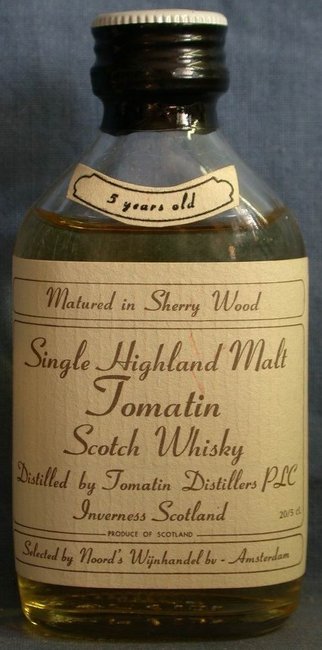 5 years old
Matured in Sherry Wood
Single Highland Malt
Tomatin
Scotch Whisky
Distilled by Tomatin Distillers PLC
Inverness Scotland
20/5 cl.
PRODUCE OF SCOTLAND
Selected by Noord's Wijnhandel bv - Amsterdam